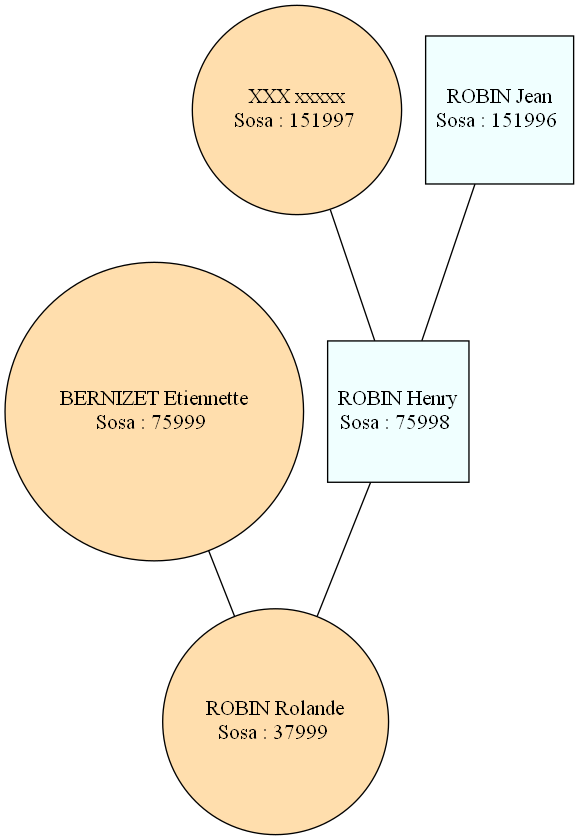 XXX xxxxx
Sosa : 151997
ROBIN Jean
Sosa : 151996
BERNIZET Etiennette
Sosa : 75999
ROBIN Henry
Sosa : 75998
ROBIN Rolande
Sosa : 37999